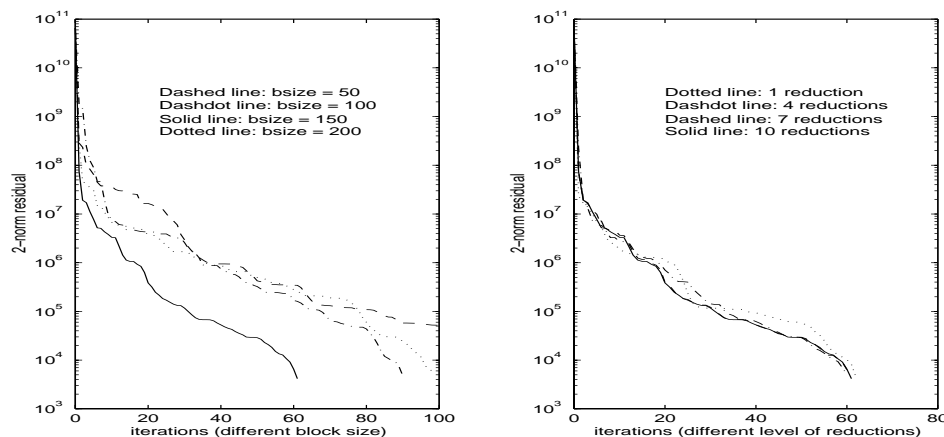 10^11
10^10
10^9
10^8
10^7
10^6
10^5
10^4
10^3
2−norm residual
Dashed line: bsize = 50
Dashdot line: bsize = 100
Solid line: bsize = 150
Dotted line: bsize = 200
0 20 40 60 80 100
iterations (different block size)
10^11
10^10
10^9
10^8
10^7
10^6
10^5
10^4
10^3
2−norm residual
Dotted line: 1 reduction
Dashdot line: 4 reductions
Dashed line: 7 reductions
Solid line: 10 reductions
0 20 40 60 80
iterations (different level of reductions)